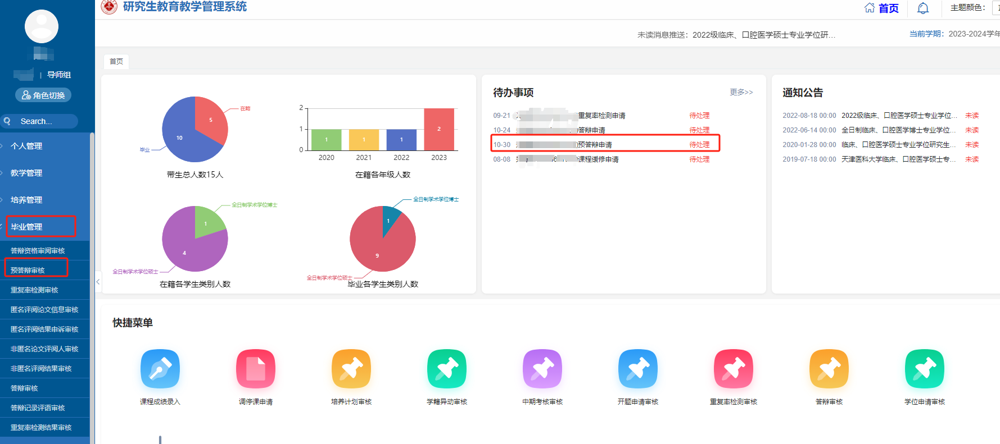 研究生教育教学管理系统
首页
主题颜色：
未读消息推送：2022级临床、口腔医学硕士专业学位研...
当前学期：2023-2024学年
| 导师组
角色切换
Search...
个人管理
教学管理
培养管理
毕业管理
答辩资格审阅审核
预答辩审核
重复率检测审核
匿名评阅论文信息审核
匿名评阅结果申诉审核
非匿名论文评阅人审核
非匿名评阅结果审核
答辩审核
答辩记录评语审核
重复率检测结果审核
首页
在籍
5
10
毕业
带生总人数15人
2
1
0
1
1
1
2
2020
2021
2022
2023
在籍各年级人数
全日制学术学位博士
1
4
全日制学术学位硕士
在籍各学生类别人数
全日制学术学位博士
1
9
全日制学术学位硕士
毕业各学生类别人数
待办事项
更多>>
09-21 重复率检测申请 待处理
10-24 )答辩申请 待处理
10-30 )预答辩申请 待处理
08-08 课程缓修申请 待处理
通知公告
2022-08-18 00:00 2022级临床、口腔医学硕士专业学位... 未读
2022-06-14 00:00 全日制临床、口腔医学博士专业学位... 未读
2020-01-28 00:00 临床、口腔医学硕士专业学位研究生... 未读
2019-07-18 00:00 天津医科大学临床、口腔医学硕士专... 未读
快捷菜单
课程成绩录入
调停课申请
培养计划审核
学籍异动审核
中期考核审核
开题申请审核
重复率检测审核
答辩审核
学位申请审核